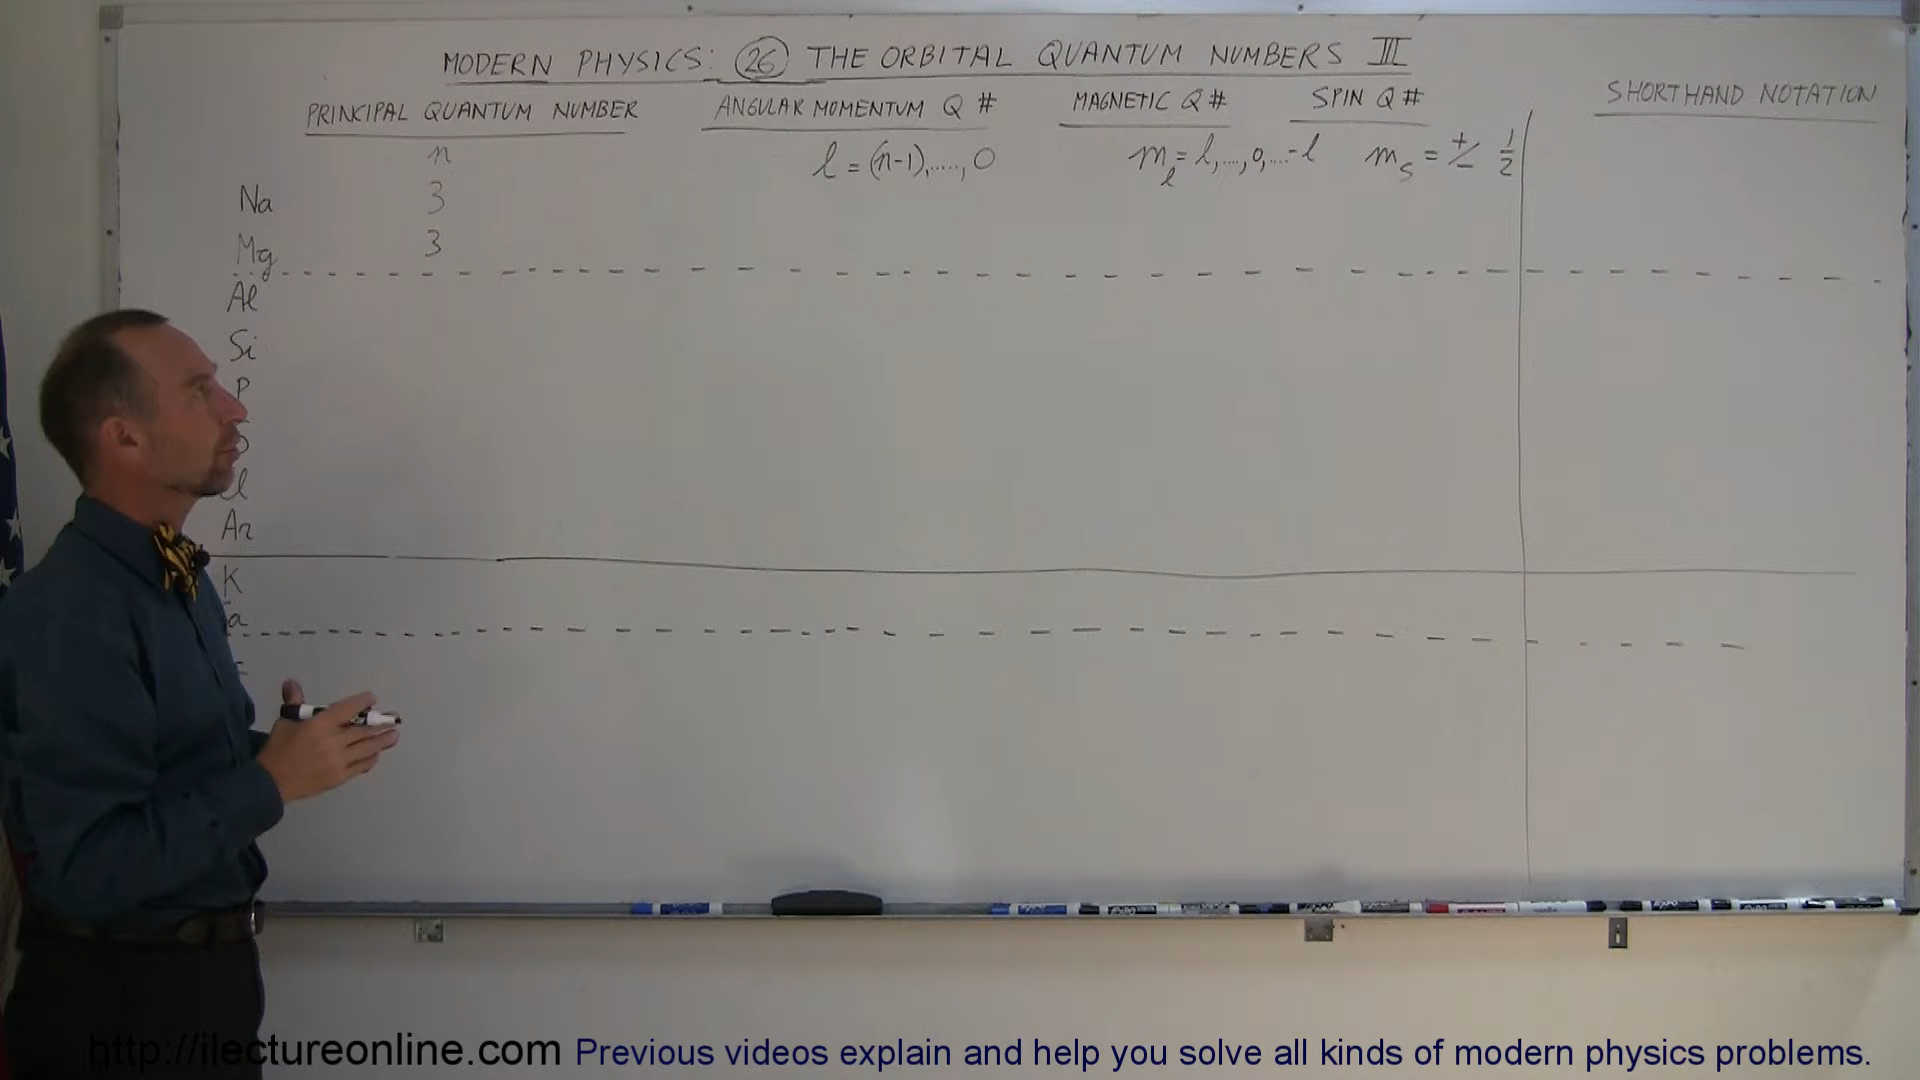 MODERN PHYSICS: 26 THE ORBITAL QUANTUM NUMBERS III
PRINCIPAL QUANTUM NUMBER ANGULAR MOMENTUM Q # MAGNETIC Q # SPIN Q # SHORTHAND NOTATION
n l = (n-1),....., 0 m_l = l,...,0,...-l m_s = +/- 1/2
Na 3
Mg 3
Al
Si
P
Ar
K
http://ilectureonline.com Previous videos explain and help you solve all kinds of modern physics problems.